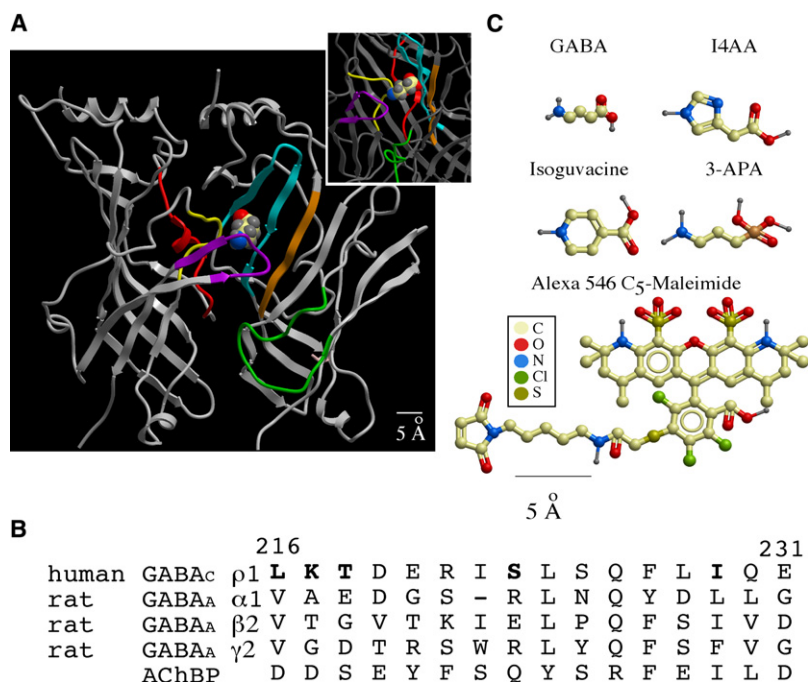 A
5 Å
C
GABA I4AA
Isoguvacine 3-APA
Alexa 546 C5-Maleimide
C
O
N
Cl
S
5 Å
B
216 231
human GABAC ρ1 L K T D E R I S L S Q F L I Q E
rat GABAA α1 V A E D G S – R L N Q Y D L L G
rat GABAA β2 V T G V T K I E L P Q F S I V D
rat GABAA γ2 V G D T R S W R L Y Q F S F V G
AChBP D D S E Y F S Q Y S R F E I L D